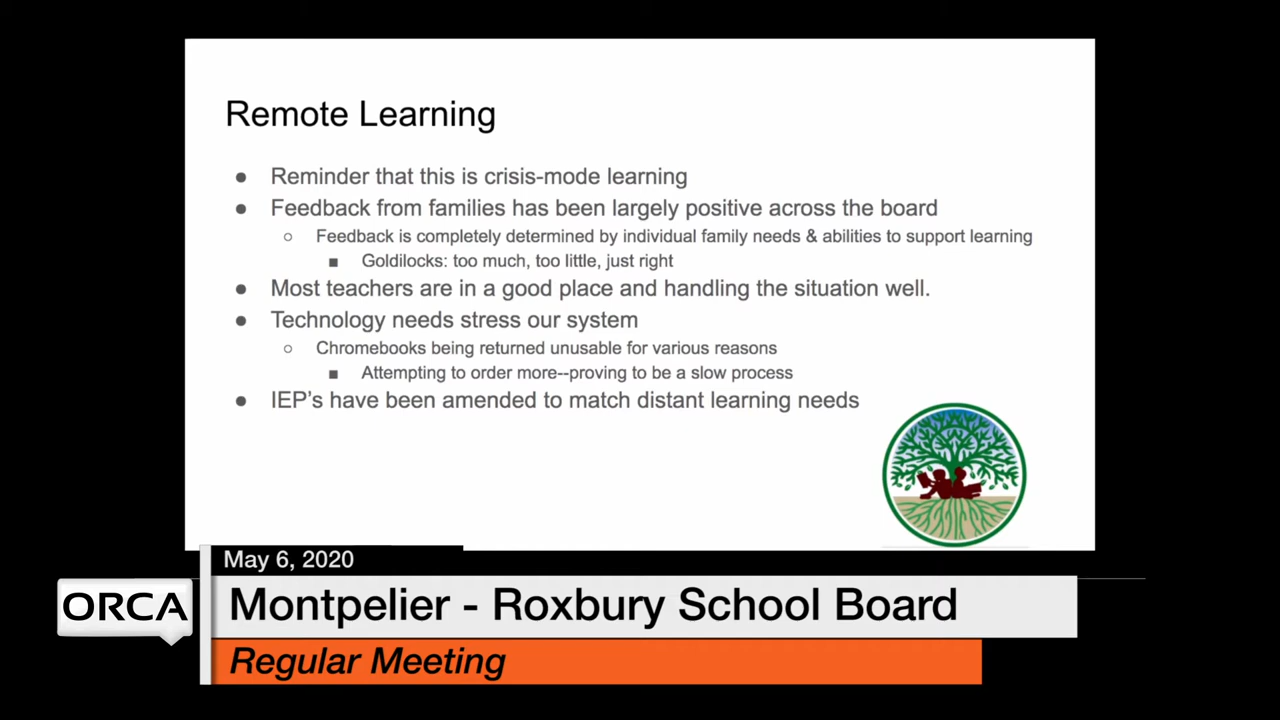 Remote Learning
● Reminder that this is crisis-mode learning
● Feedback from families has been largely positive across the board
○ Feedback is completely determined by individual family needs & abilities to support learning
■ Goldilocks: too much, too little, just right
● Most teachers are in a good place and handling the situation well.
● Technology needs stress our system
○ Chromebooks being returned unusable for various reasons
■ Attempting to order more--proving to be a slow process
● IEP's have been amended to match distant learning needs
May 6, 2020
ORCA
Montpelier - Roxbury School Board
Regular Meeting